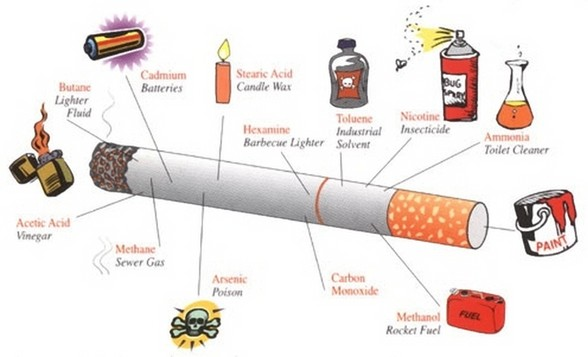 Cadmium
Batteries
Stearic Acid
Candle Wax
Butane
Lighter
Fluid
Hexamine
Barbecue Lighter
Toluene
Industrial
Solvent
Nicotine
Insecticide
BUG
SPRAY
Ammonia
Toilet Cleaner
Acetic Acid
Vinegar
Methane
Sewer Gas
Arsenic
Poison
Carbon
Monoxide
Methanol
Rocket Fuel
FUEL
PAINT